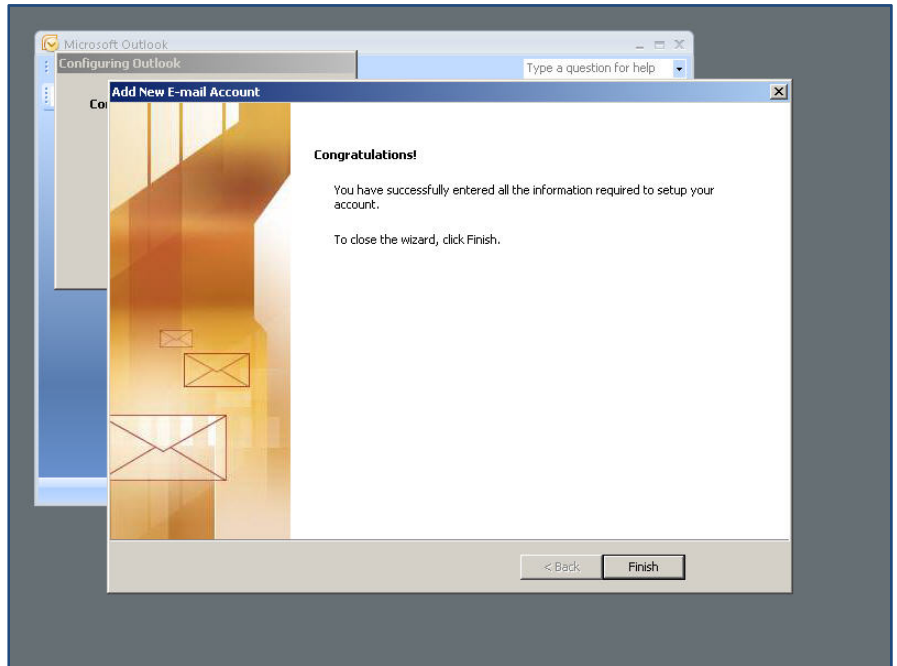 Microsoft Outlook
Configuring Outlook
Type a question for help
Add New E-mail Account
Congratulations!
You have successfully entered all the information required to setup your
account.
To close the wizard, click Finish.
< Back
Finish